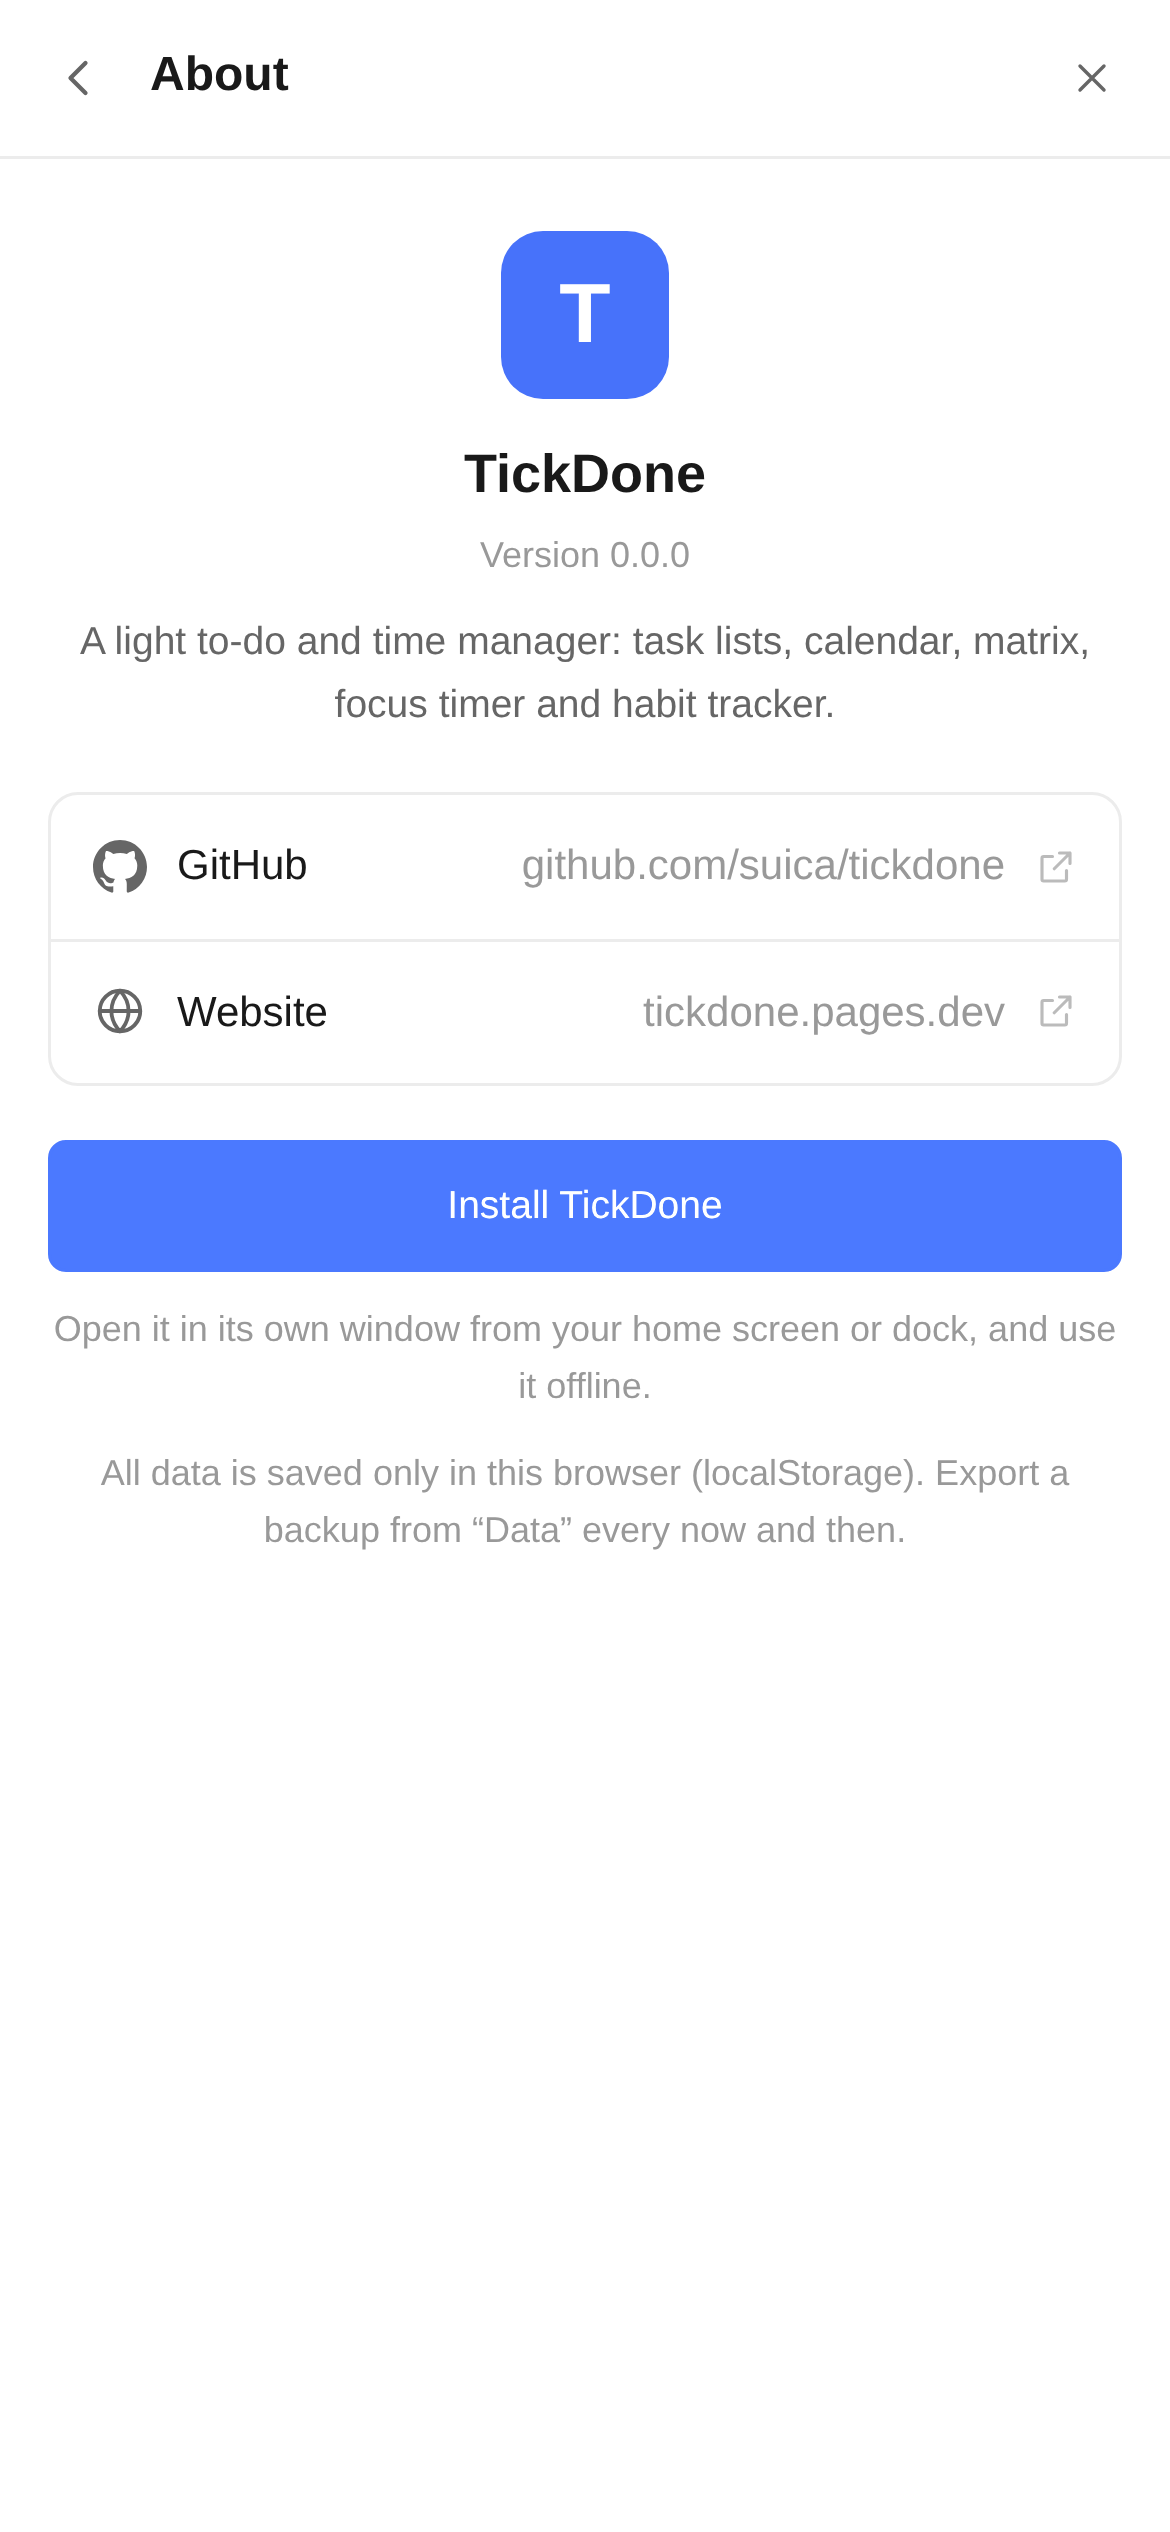 About
T
TickDone
Version 0.0.0
A light to-do and time manager: task lists, calendar, matrix,
focus timer and habit tracker.
GitHub github.com/suica/tickdone
Website tickdone.pages.dev
Install TickDone
Open it in its own window from your home screen or dock, and use
it offline.
All data is saved only in this browser (localStorage). Export a
backup from “Data” every now and then.